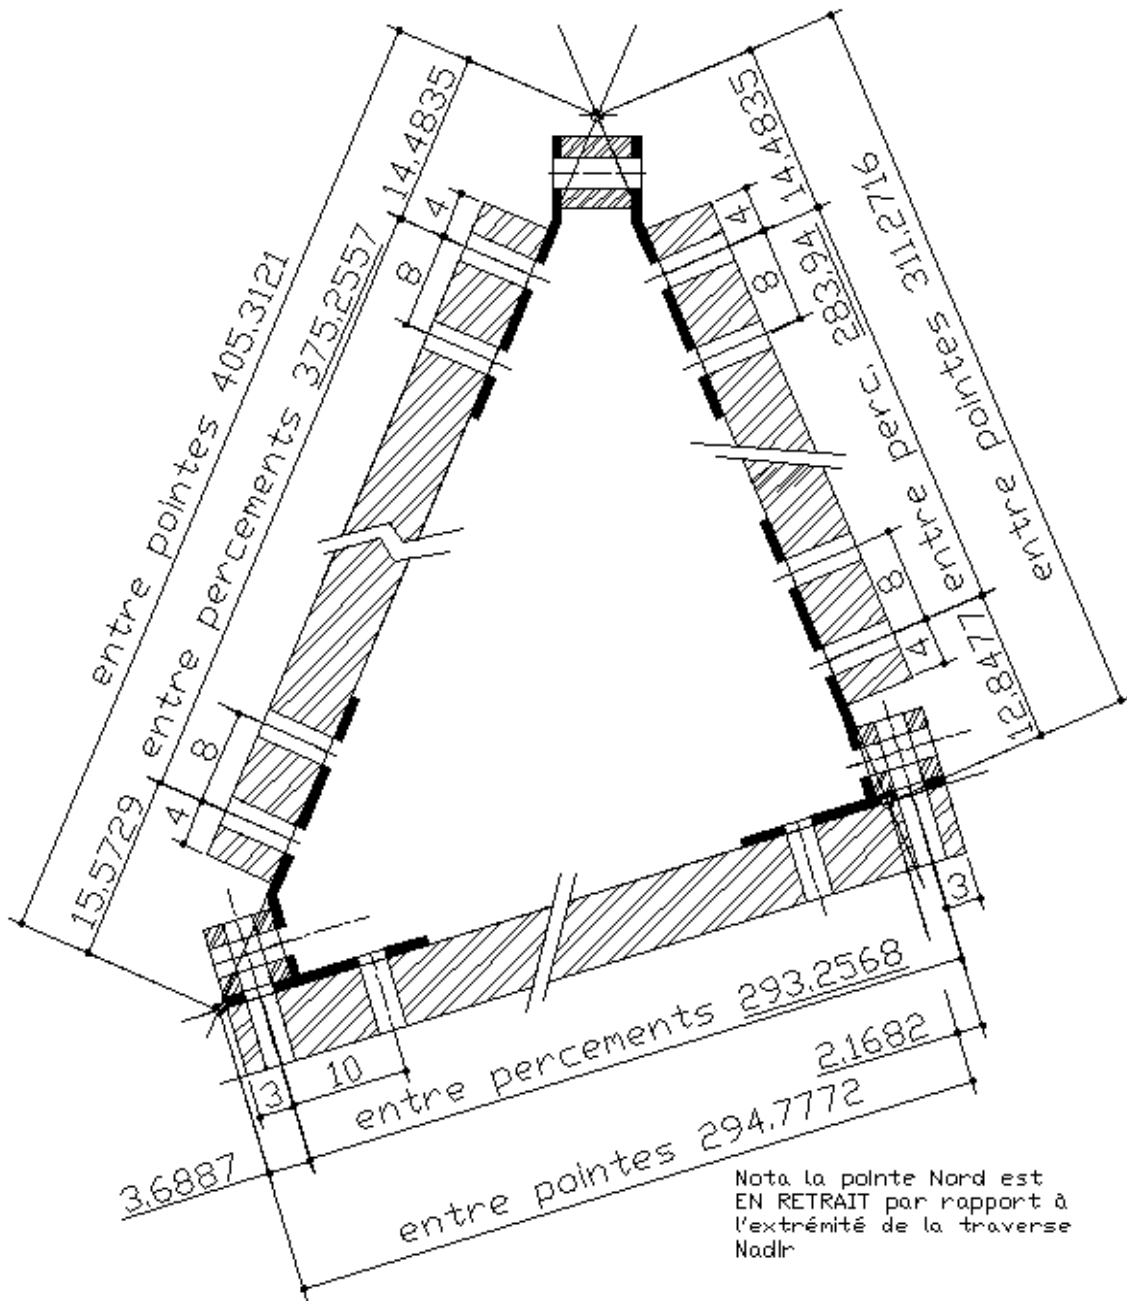 14.4835
4
8
entre pointes 405.3121
entre percements 375.2557
8
4
15.5729
14.4835
4
8
entre pointes 311.2716
entre perc. 283.94
8
4
12.8477
3
3
10
entre percements 293.2568
2.1682
3.6887
entre pointes 294.7772
Nota la pointe Nord est
EN RETRAIT par rapport à
l'extrémité de la traverse
Nadir